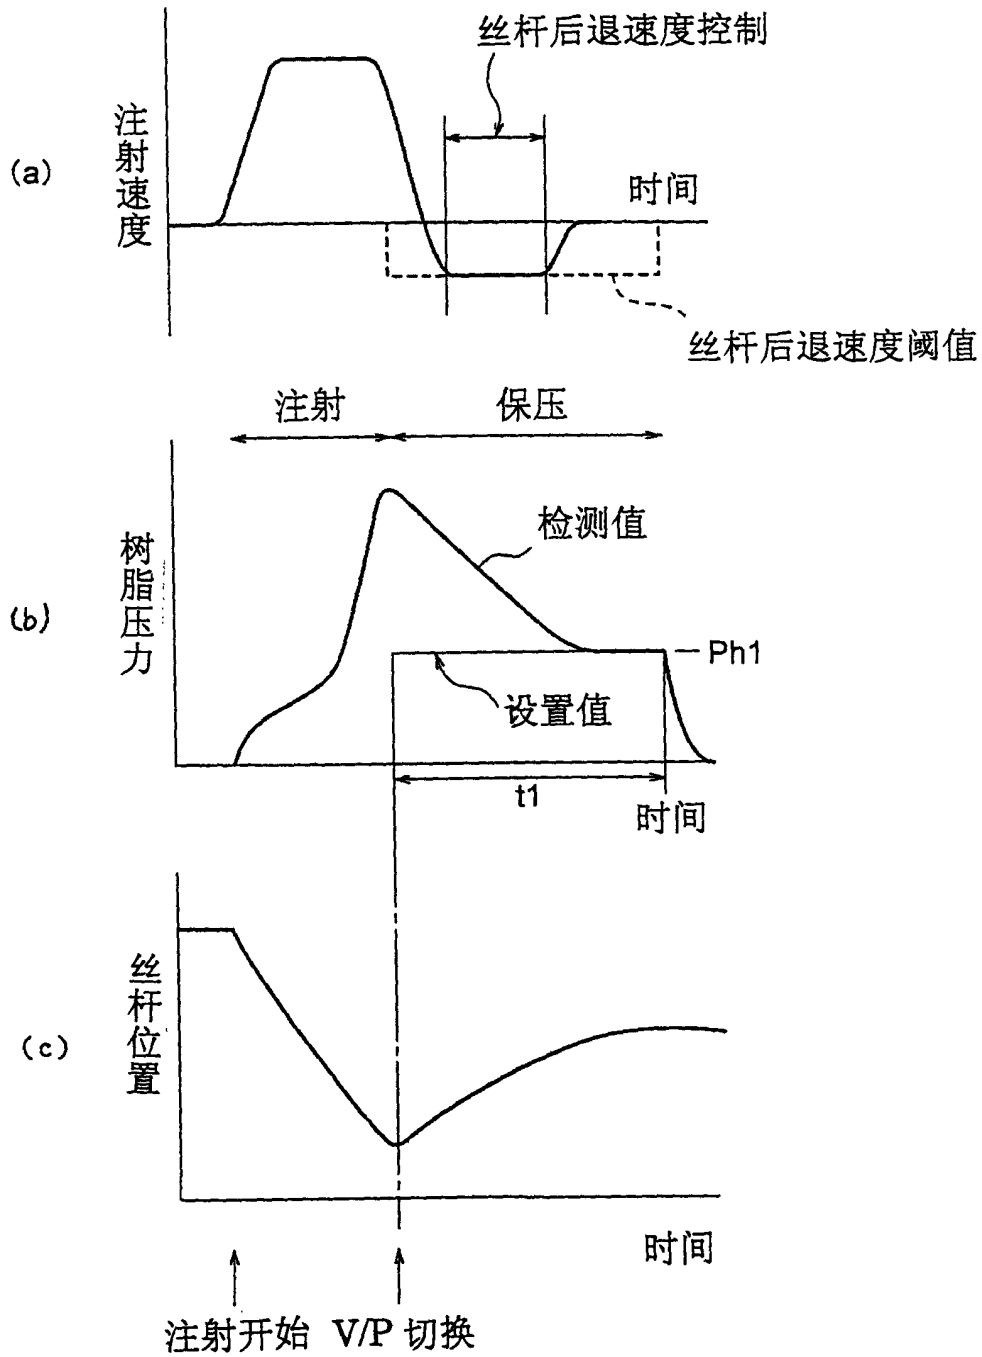 丝杆后退速度控制
(a)
注射速度
时间
丝杆后退速度阈值
注射
保压
(b)
树脂压力
检测值
Ph1
设置值
t1
时间
(c)
丝杆位置
时间
注射开始 V/P 切换